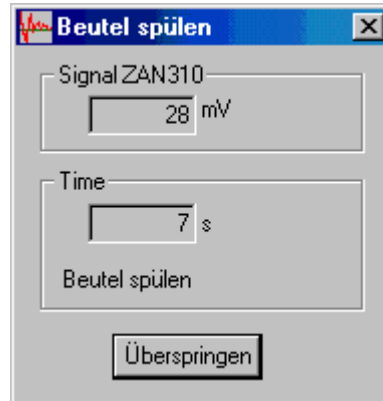 Beutel spülen
Signal ZAN310
28 mV
Time
7 s
Beutel spülen
Überspringen